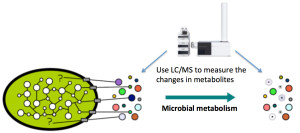 Use LC/MS to measure the
changes in metabolites
Microbial metabolism
?
?